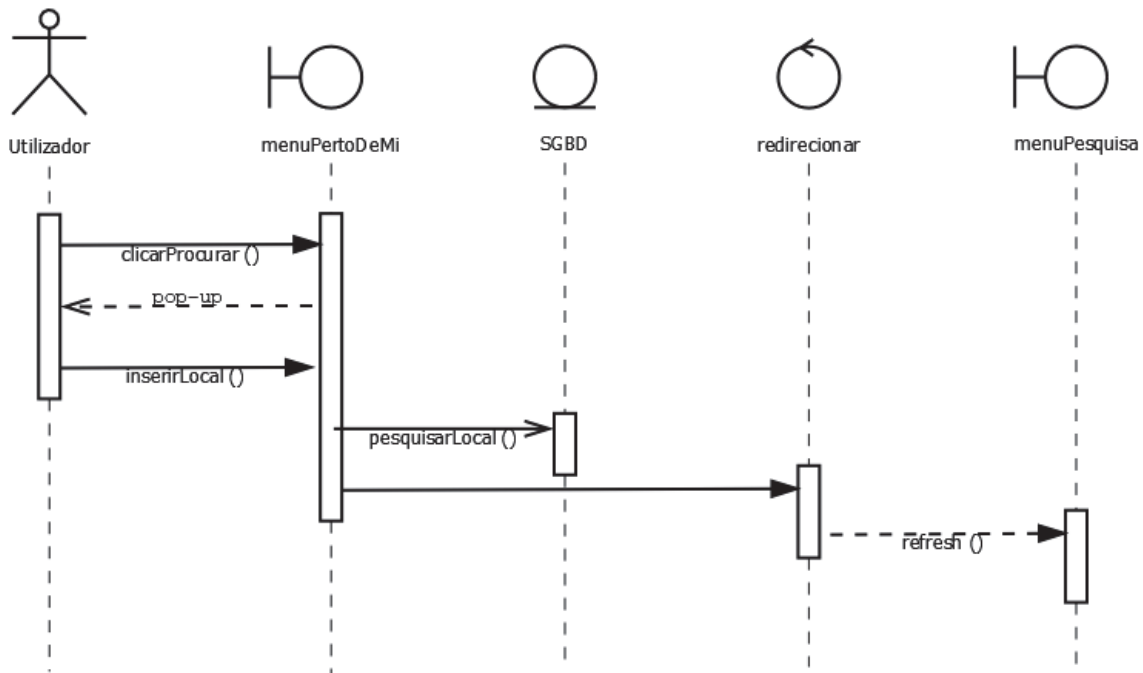 Utilizador
menuPertoDeMi
SGBD
redirecionar
menuPesquisa
clicarProcurar ()
pop-up
inserirLocal ()
pesquisarLocal ()
refresh ()